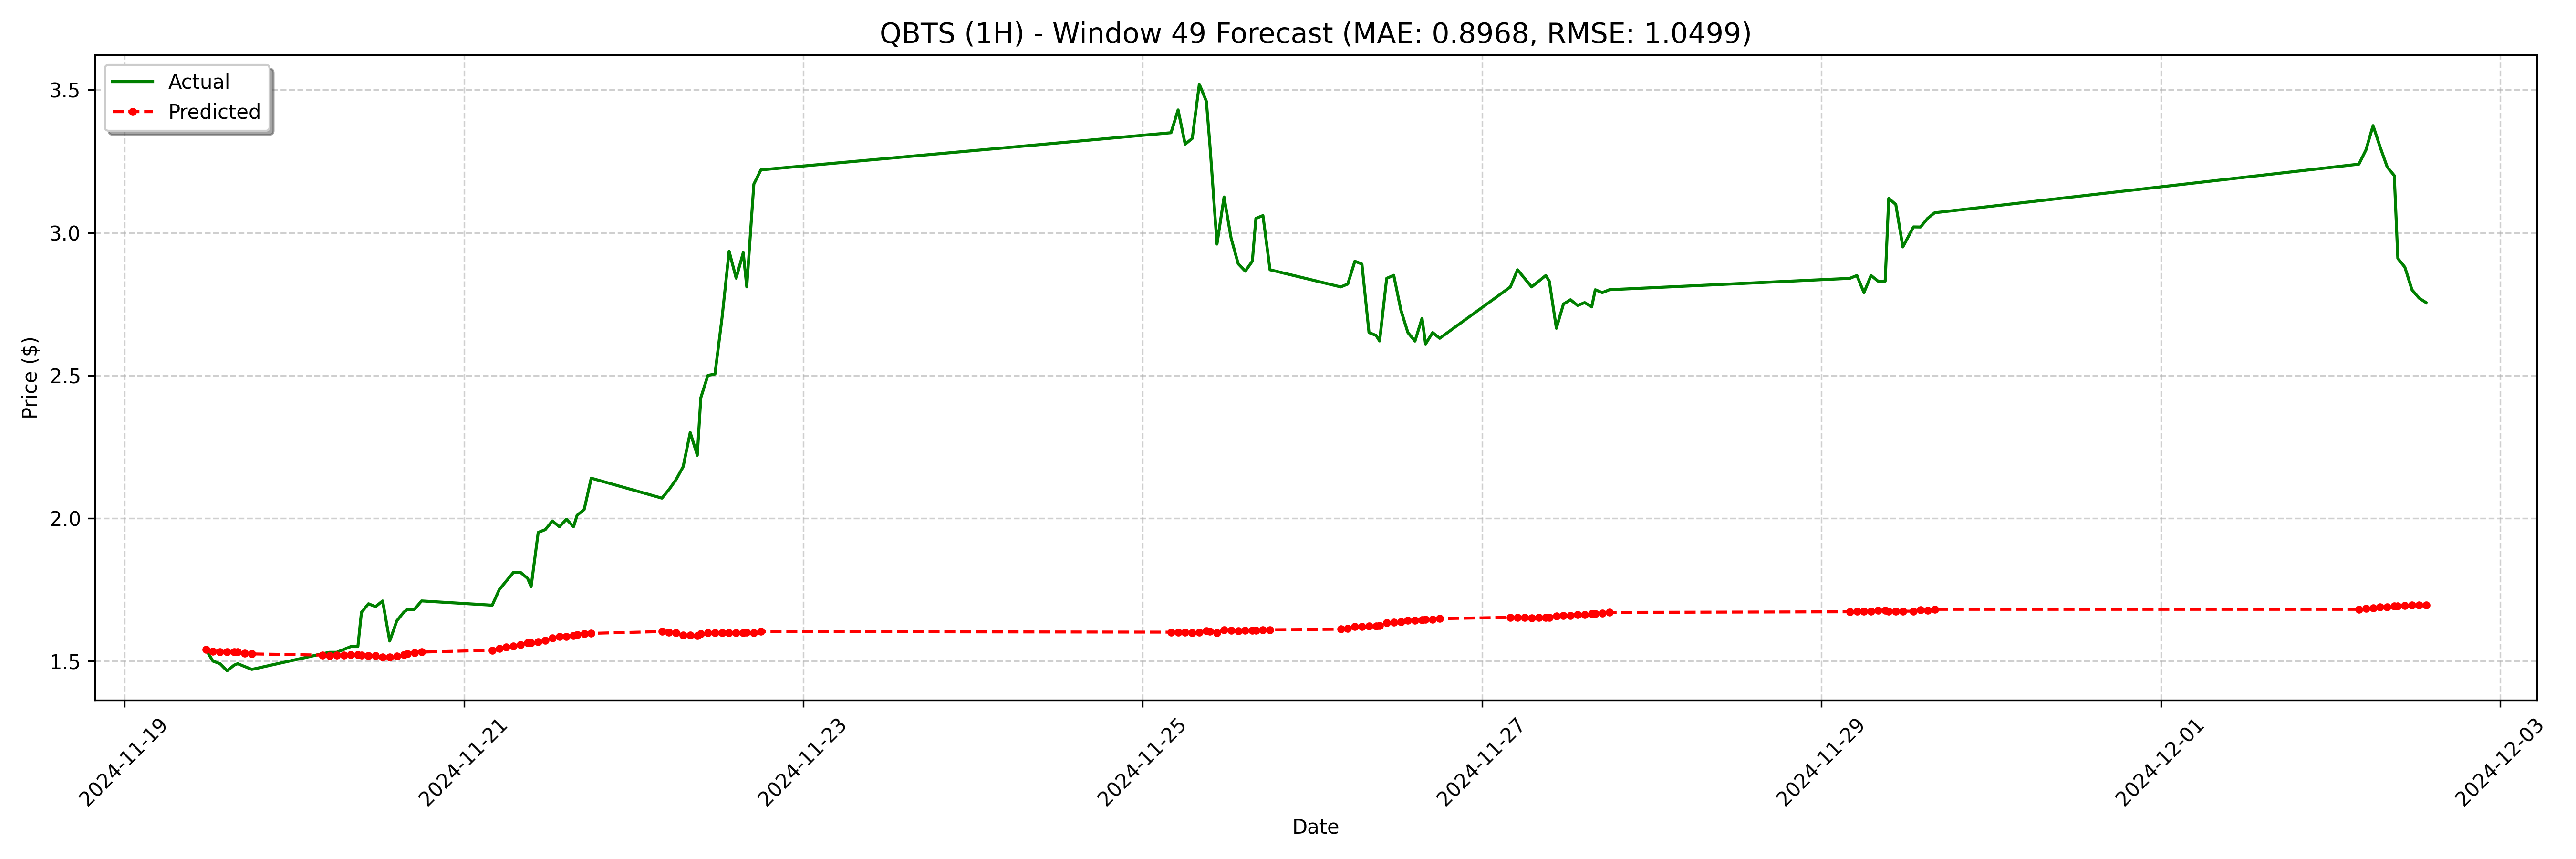 QBTS (1H) - Window 49 Forecast (MAE: 0.8968, RMSE: 1.0499)
Actual
Predicted
3.5
3.0
2.5
2.0
1.5
Price ($)
2024-11-19
2024-11-21
2024-11-23
2024-11-25
2024-11-27
2024-11-29
2024-12-01
2024-12-03
Date